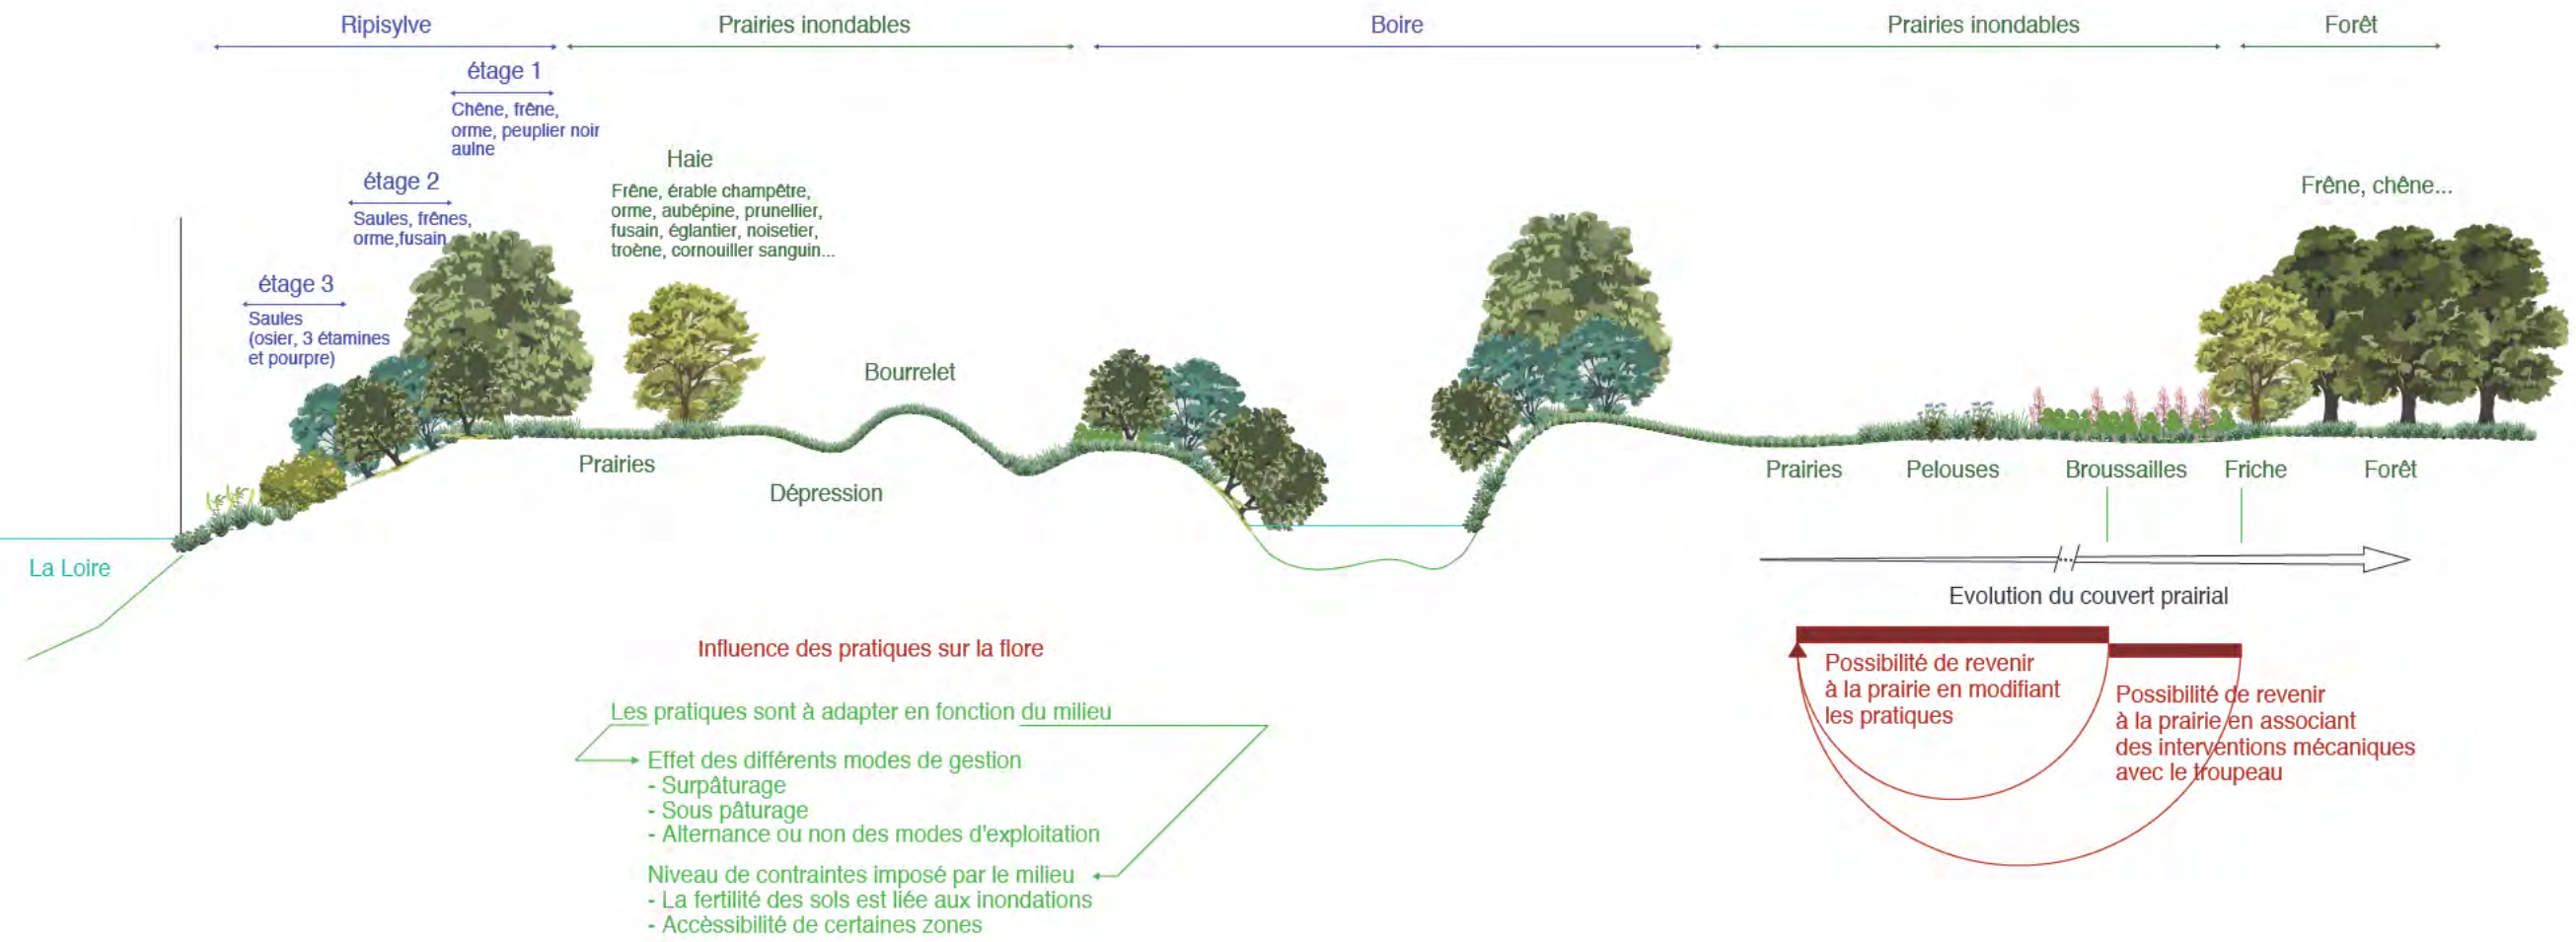 Ripisylve
Prairies inondables
Boire
Prairies inondables
Forêt
étage 1
Chêne, frêne,
orme, peuplier noir
aulne
étage 2
Saules, frênes,
orme,fusain
étage 3
Saules
(osier, 3 étamines
et pourpre)
Haie
Frêne, érable champêtre,
orme, aubépine, prunellier,
fusain, églantier, noisetier,
troène, cornouiller sanguin...
Frêne, chêne...
Bourrelet
Prairies
Dépression
Prairies
Pelouses
Broussailles
Friche
Forêt
La Loire
...
Evolution du couvert prairial
Influence des pratiques sur la flore
Les pratiques sont à adapter en fonction du milieu
Effet des différents modes de gestion
- Surpâturage
- Sous pâturage
- Alternance ou non des modes d'exploitation
Niveau de contraintes imposé par le milieu
- La fertilité des sols est liée aux inondations
- Accèssibilité de certaines zones
Possibilité de revenir
à la prairie en modifiant
les pratiques
Possibilité de revenir
à la prairie en associant
des interventions mécaniques
avec le troupeau